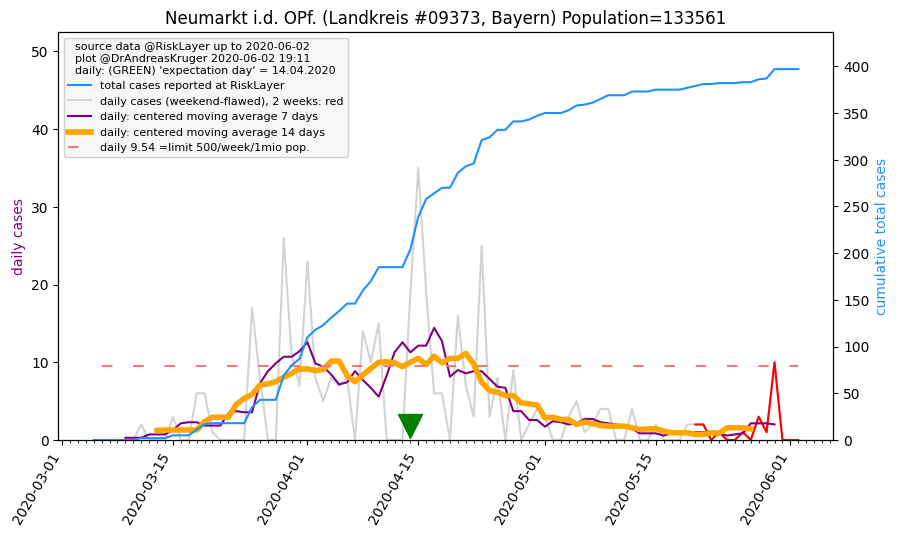 Neumarkt i.d. OPf. (Landkreis #09373, Bayern) Population=133561
source data @RiskLayer up to 2020-06-02
plot @DrAndreasKruger 2020-06-02 19:11
daily: (GREEN) 'expectation day' = 14.04.2020
total cases reported at RiskLayer
daily cases (weekend-flawed), 2 weeks: red
daily: centered moving average 7 days
daily: centered moving average 14 days
daily 9.54 =limit 500/week/1mio pop.
daily cases
50
40
30
20
10
0
cumulative total cases
400
350
300
250
200
150
100
50
0
2020-03-01
2020-03-15
2020-04-01
2020-04-15
2020-05-01
2020-05-15
2020-06-01